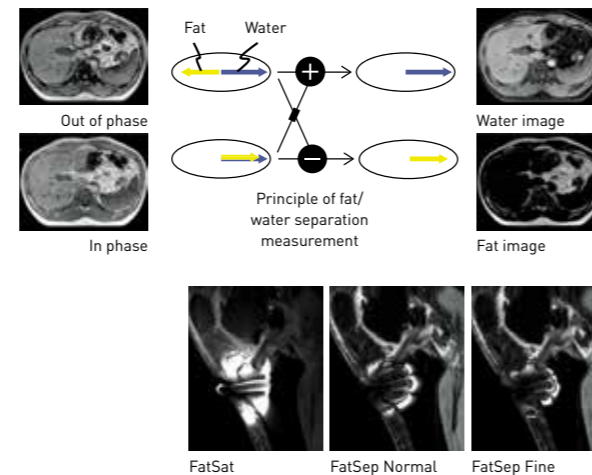 Fat
Water
Out of phase
Water image
In phase
Principle of fat/
water separation
measurement
Fat image
FatSat
FatSep Normal
FatSep Fine